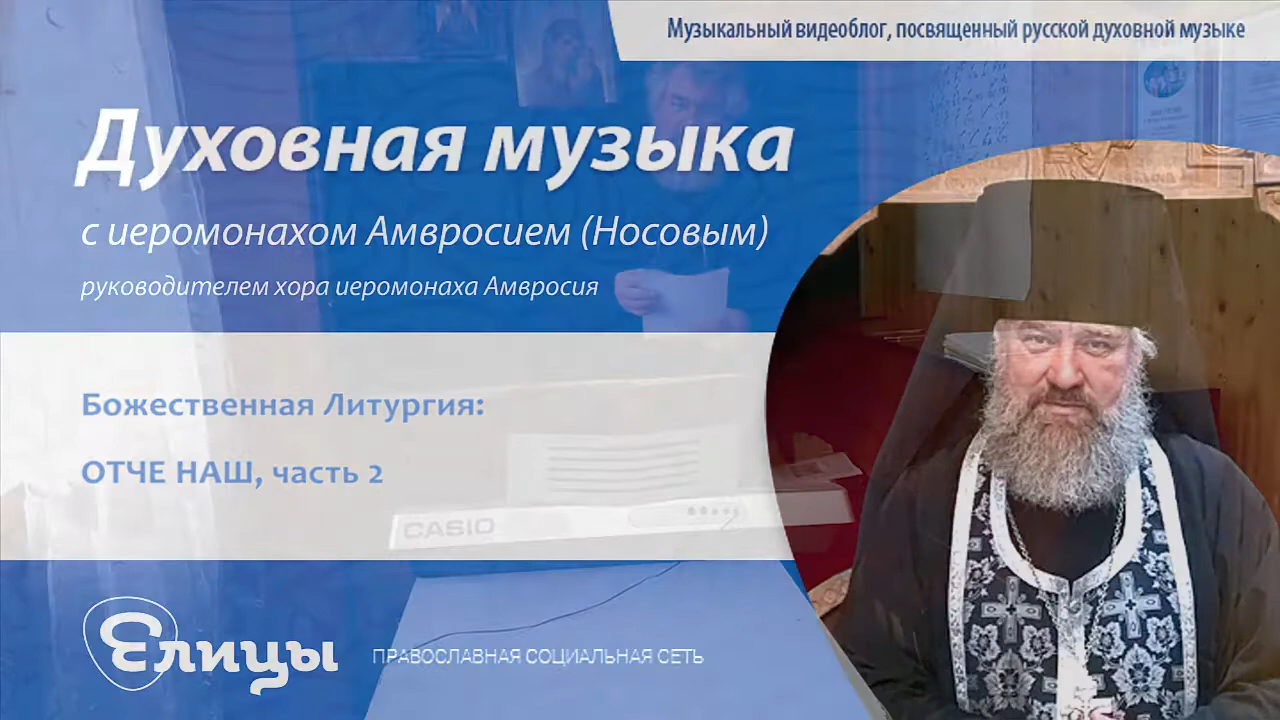 Музыкальный видеоблог, посвященный русской духовной музыке
Духовная музыка
с иеромонахом Амвросием (Носовым)
руководителем хора иеромонаха Амвросия
Божественная Литургия:
ОТЧЕ НАШ, часть 2
CASIO
Елицы
ПРАВОСЛАВНАЯ СОЦИАЛЬНАЯ СЕТЬ